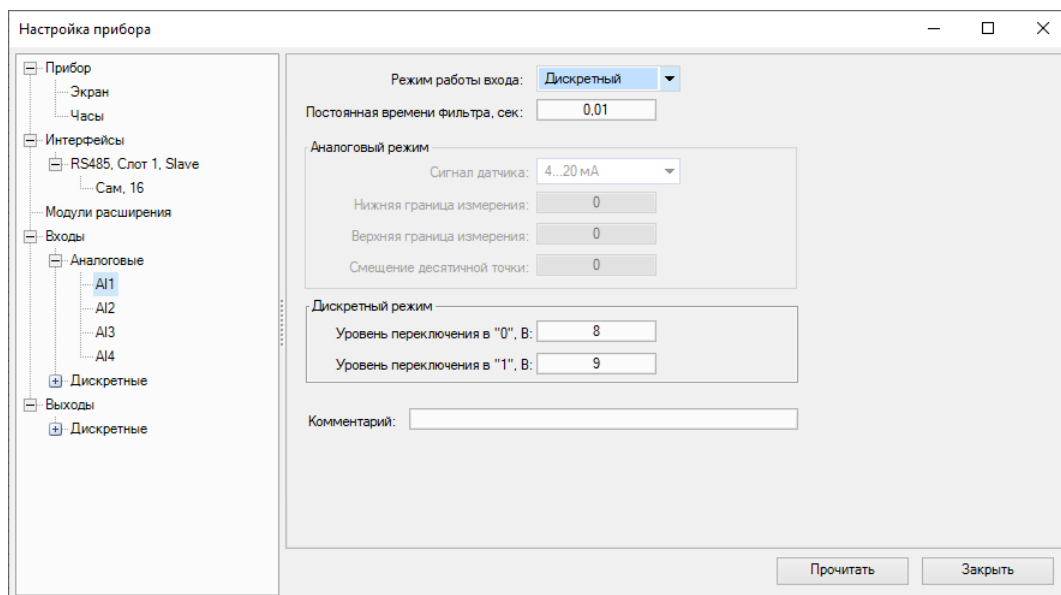 Настройка прибора
Прибор
Экран
Часы
Интерфейсы
RS485, Слот 1, Slave
Сам, 16
Модули расширения
Входы
Аналоговые
AI1
AI2
AI3
AI4
Дискретные
Выходы
Дискретные
Режим работы входа: Дискретный
Постоянная времени фильтра, сек: 0,01
Аналоговый режим
Сигнал датчика: 4...20 мА
Нижняя граница измерения: 0
Верхняя граница измерения: 0
Смещение десятичной точки: 0
Дискретный режим
Уровень переключения в "0", В: 8
Уровень переключения в "1", В: 9
Комментарий:
Прочитать Закрыть